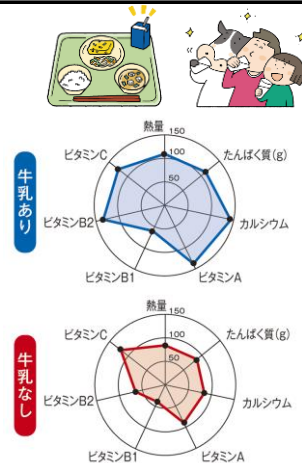 熱量
150
100
50
たんぱく質(g)
カルシウム
ビタミンA
ビタミンB1
ビタミンB2
ビタミンC
牛乳あり
熱量
150
100
50
たんぱく質(g)
カルシウム
ビタミンA
ビタミンB1
ビタミンB2
ビタミンC
牛乳なし